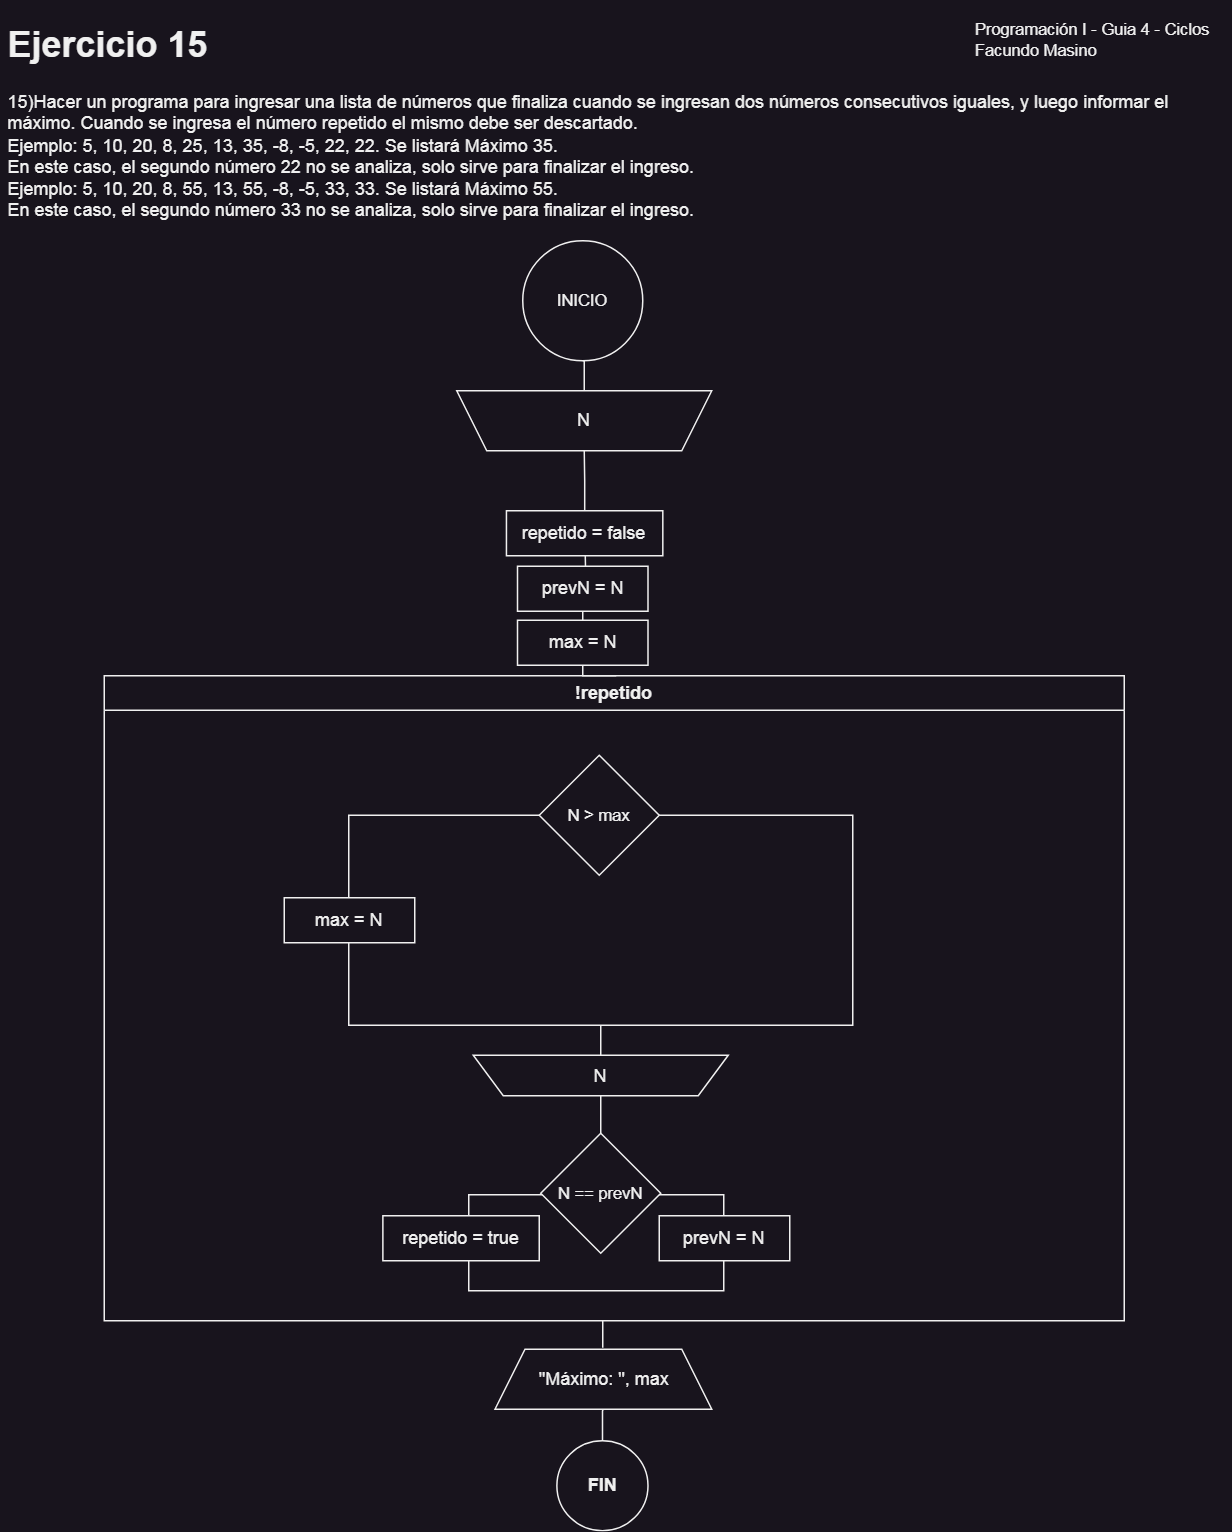 Ejercicio 15
Programación I - Guia 4 - Ciclos
Facundo Masino
15)Hacer un programa para ingresar una lista de números que finaliza cuando se ingresan dos números consecutivos iguales, y luego informar el
máximo. Cuando se ingresa el número repetido el mismo debe ser descartado.
Ejemplo: 5, 10, 20, 8, 25, 13, 35, -8, -5, 22, 22. Se listará Máximo 35.
En este caso, el segundo número 22 no se analiza, solo sirve para finalizar el ingreso.
Ejemplo: 5, 10, 20, 8, 55, 13, 55, -8, -5, 33, 33. Se listará Máximo 55.
En este caso, el segundo número 33 no se analiza, solo sirve para finalizar el ingreso.
INICIO
N
repetido = false
prevN = N
max = N
!repetido
N > max
max = N
N
N == prevN
repetido = true
prevN = N
"Máximo: ", max
FIN